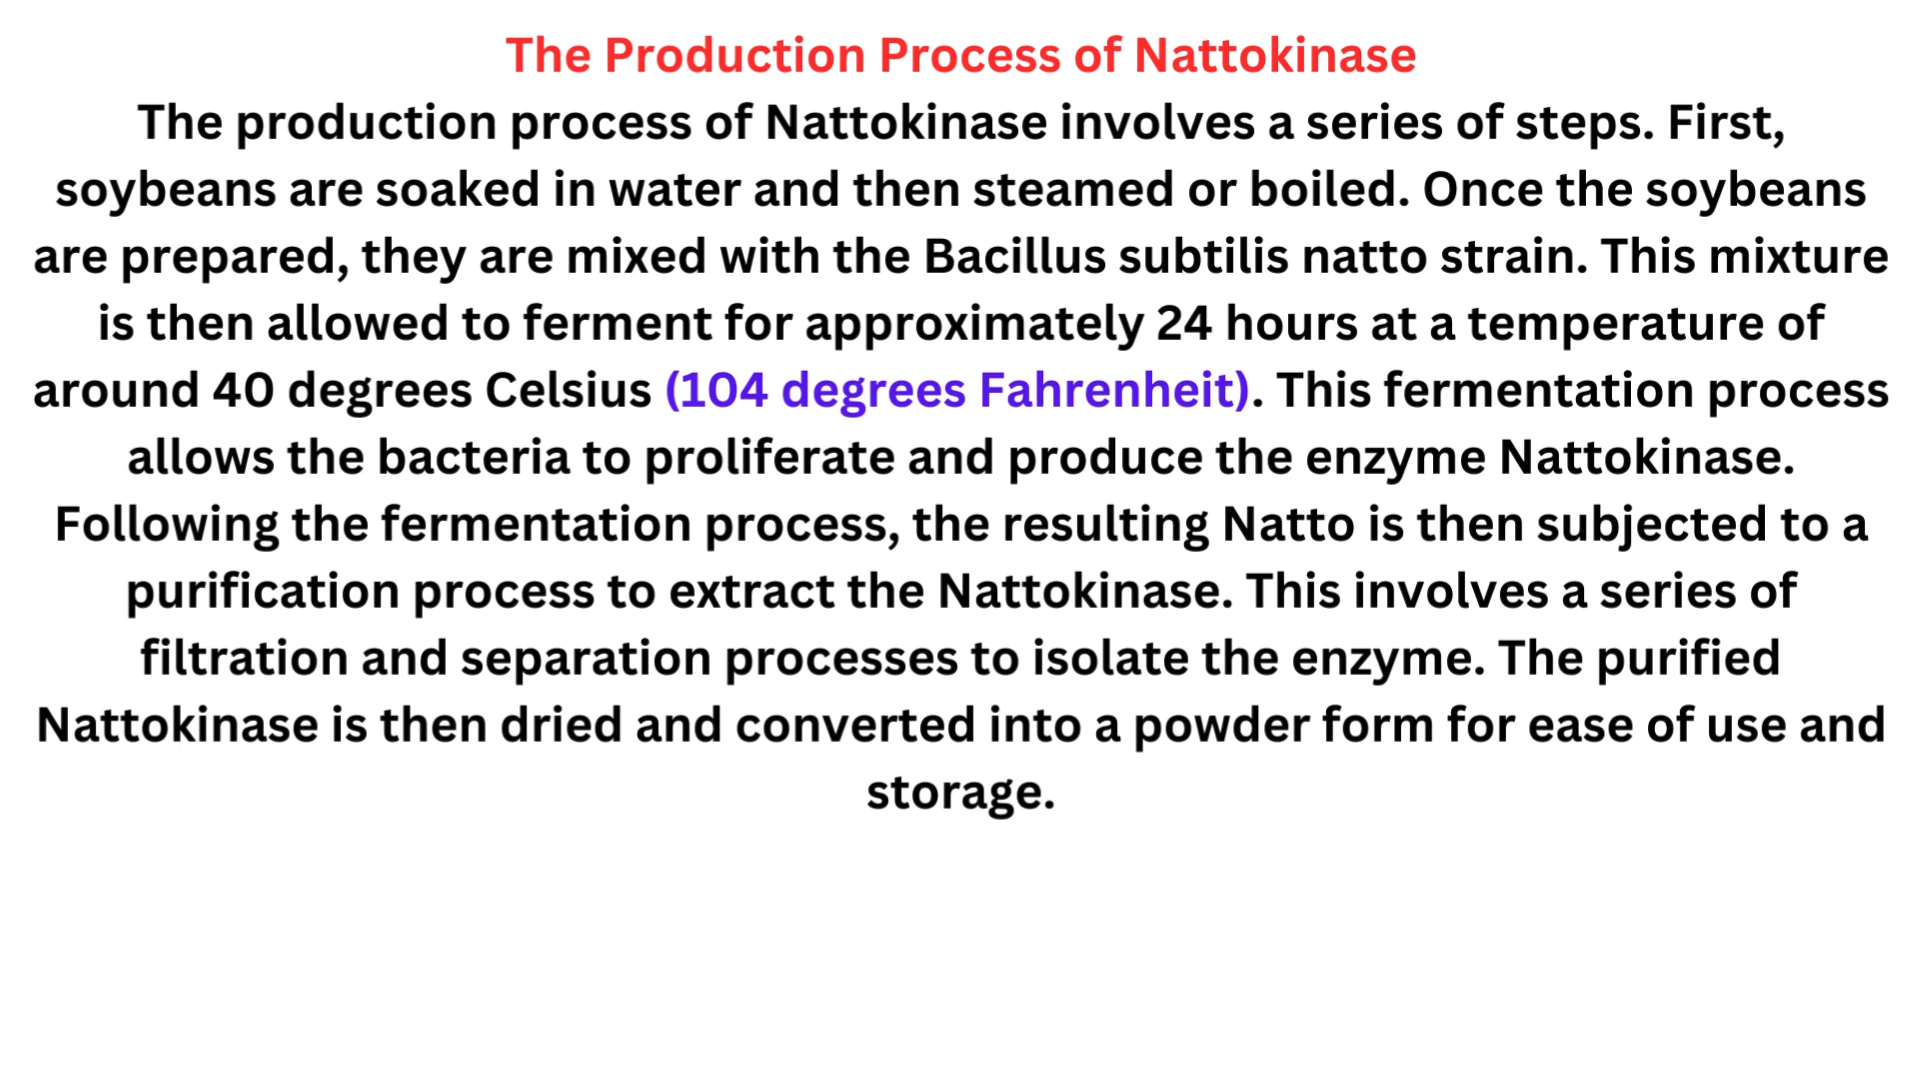 The Production Process of Nattokinase
The production process of Nattokinase involves a series of steps. First,
soybeans are soaked in water and then steamed or boiled. Once the soybeans
are prepared, they are mixed with the Bacillus subtilis natto strain. This mixture
is then allowed to ferment for approximately 24 hours at a temperature of
around 40 degrees Celsius (104 degrees Fahrenheit). This fermentation process
allows the bacteria to proliferate and produce the enzyme Nattokinase.
Following the fermentation process, the resulting Natto is then subjected to a
purification process to extract the Nattokinase. This involves a series of
filtration and separation processes to isolate the enzyme. The purified
Nattokinase is then dried and converted into a powder form for ease of use and
storage.